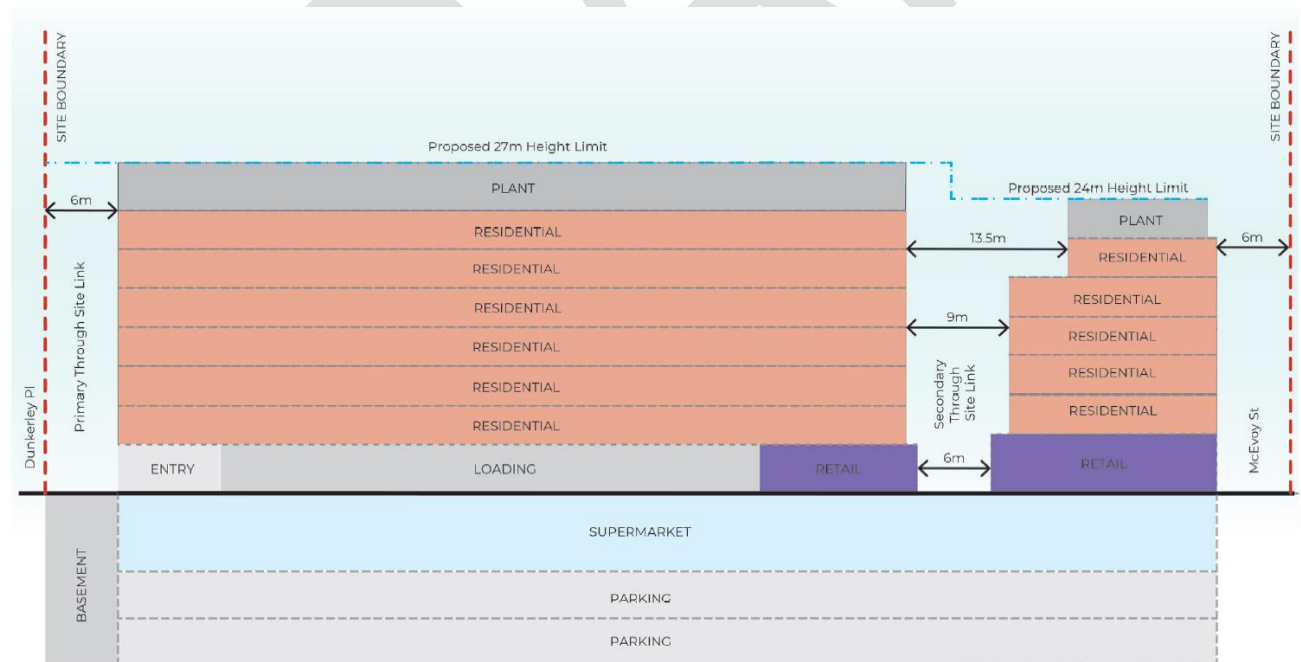 SITE BOUNDARY
SITE BOUNDARY
Proposed 27m Height Limit
PLANT
Proposed 24m Height Limit
6m
PLANT
RESIDENTIAL
13.5m
6m
RESIDENTIAL
RESIDENTIAL
RESIDENTIAL
RESIDENTIAL
9m
RESIDENTIAL
RESIDENTIAL
RESIDENTIAL
RESIDENTIAL
RESIDENTIAL
RESIDENTIAL
Dunkerley Pl
Primary Through Site Link
Secondary
Through
Site Link
McEvoy St
ENTRY
LOADING
RETAIL
6m
RETAIL
SUPERMARKET
BASEMENT
PARKING
PARKING